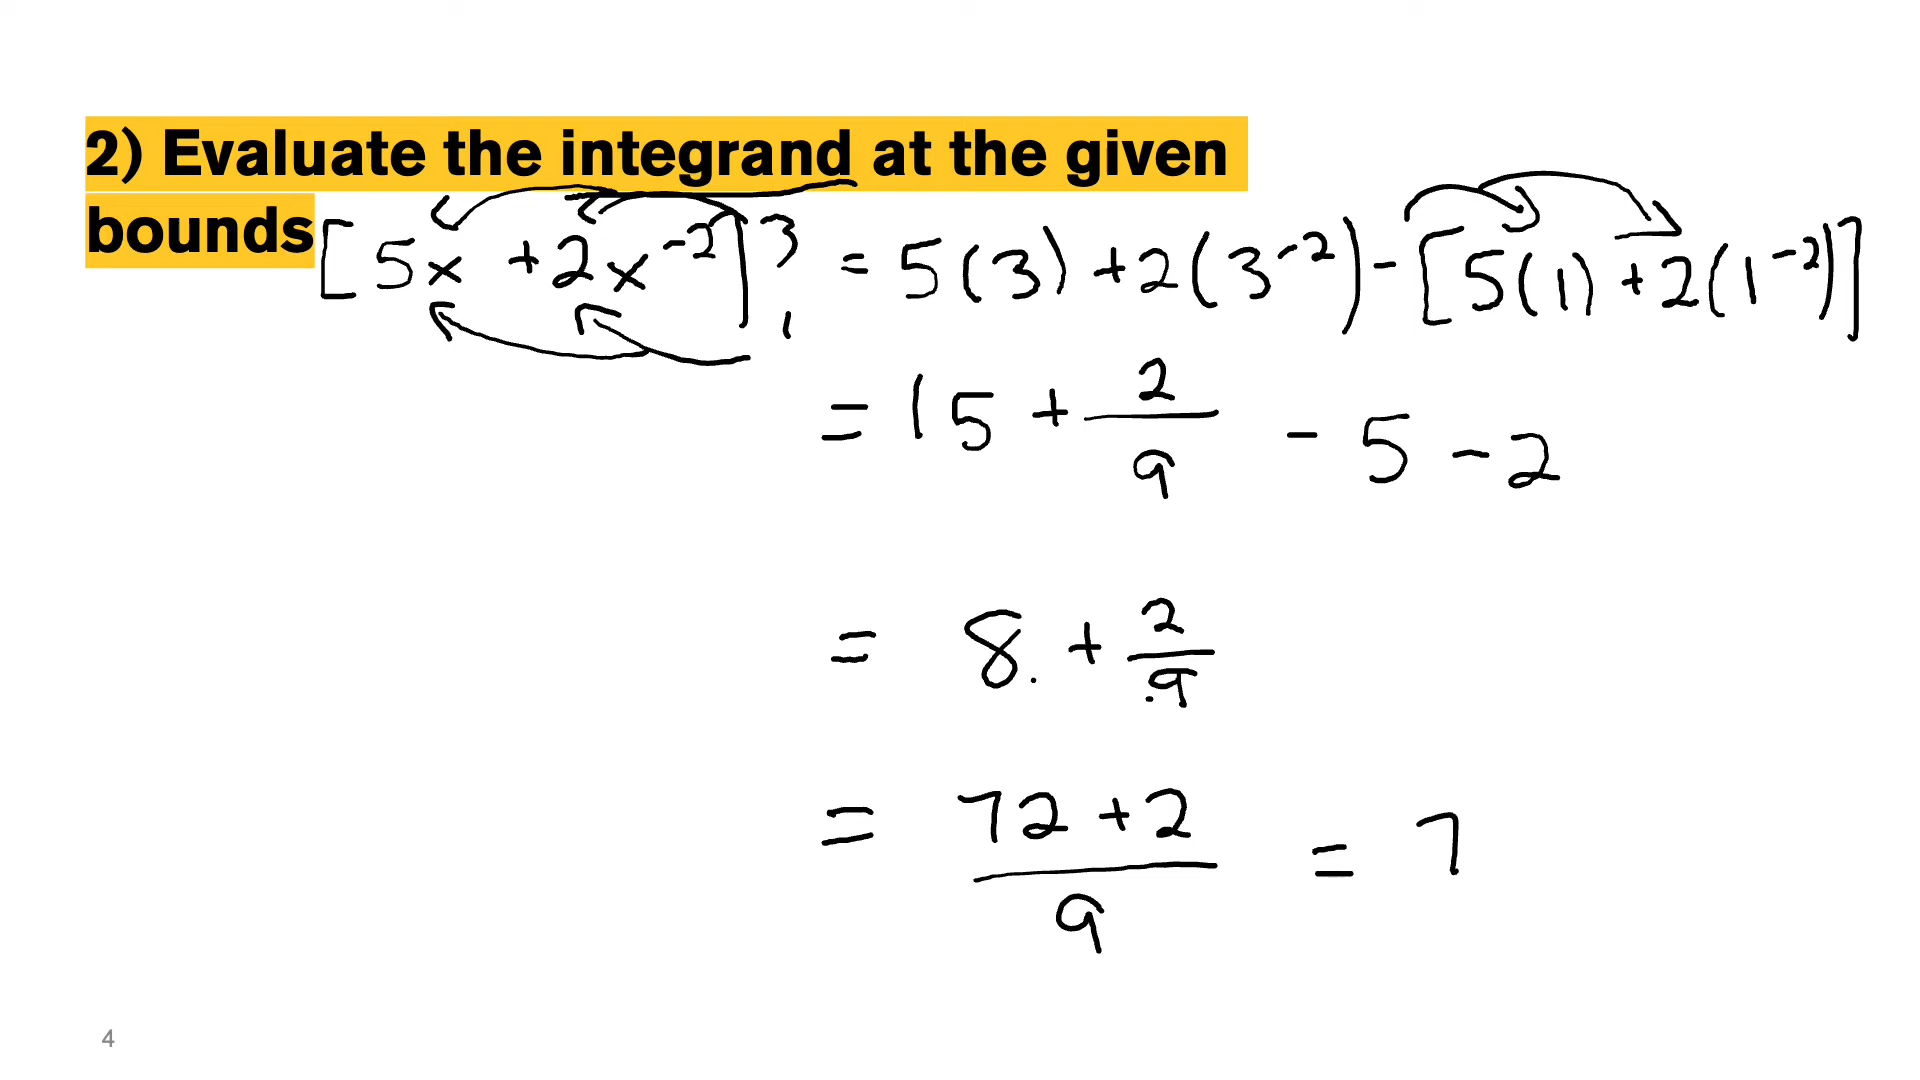 2) Evaluate the integrand at the given
bounds
[5x +2x⁻²]³₁ = 5(3)+2(3⁻²)-[5(1)+2(1⁻²)]
= 15 + 2/9 - 5 - 2
= 8. + 2/9
= (72+2)/9 = 7
4